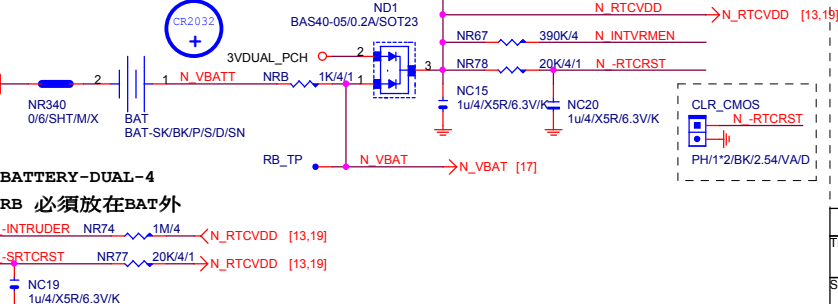 CR2032
+
ND1
BAS40-05/0.2A/SOT23
N_RTCVDD
N_RTCVDD [13,19]
3VDUAL_PCH
2
NR67
390K/4
N_INTVRMEN
2
1
N_VBATT
NRB
1K/4/1
1
3
NR78
20K/4/1
N_-RTCRST
NR340
0/6/SHT/M/X
BAT
BAT-SK/BK/P/S/D/SN
NC15
1u/4/X5R/6.3V/K
NC20
1u/4/X5R/6.3V/K
CLR_CMOS
N_-RTCRST
PH/1*2/BK/2.54/VA/D
RB_TP
N_VBAT
N_VBAT [17]
BATTERY-DUAL-4
RB 必須放在BAT外
-INTRUDER
NR74
1M/4
N_RTCVDD [13,19]
-SRTCRST
NR77
20K/4/1
N_RTCVDD [13,19]
NC19
1u/4/X5R/6.3V/K